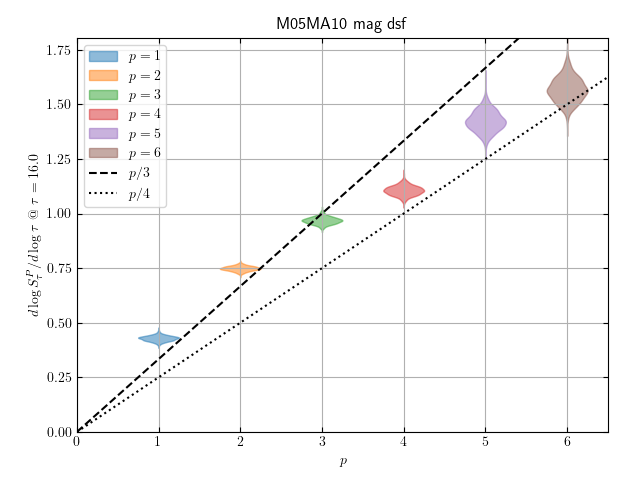 M05MA10 mag dsf
1.75
1.50
1.25
1.00
0.75
0.50
0.25
0.00
d log S_τ^P / d log τ @ τ = 16.0
p = 1
p = 2
p = 3
p = 4
p = 5
p = 6
p/3
p/4
0 1 2 3 4 5 6
p